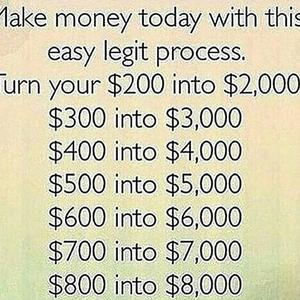 Make money today with this
easy legit process.
Turn your $200 into $2,000
$300 into $3,000
$400 into $4,000
$500 into $5,000
$600 into $6,000
$700 into $7,000
$800 into $8,000